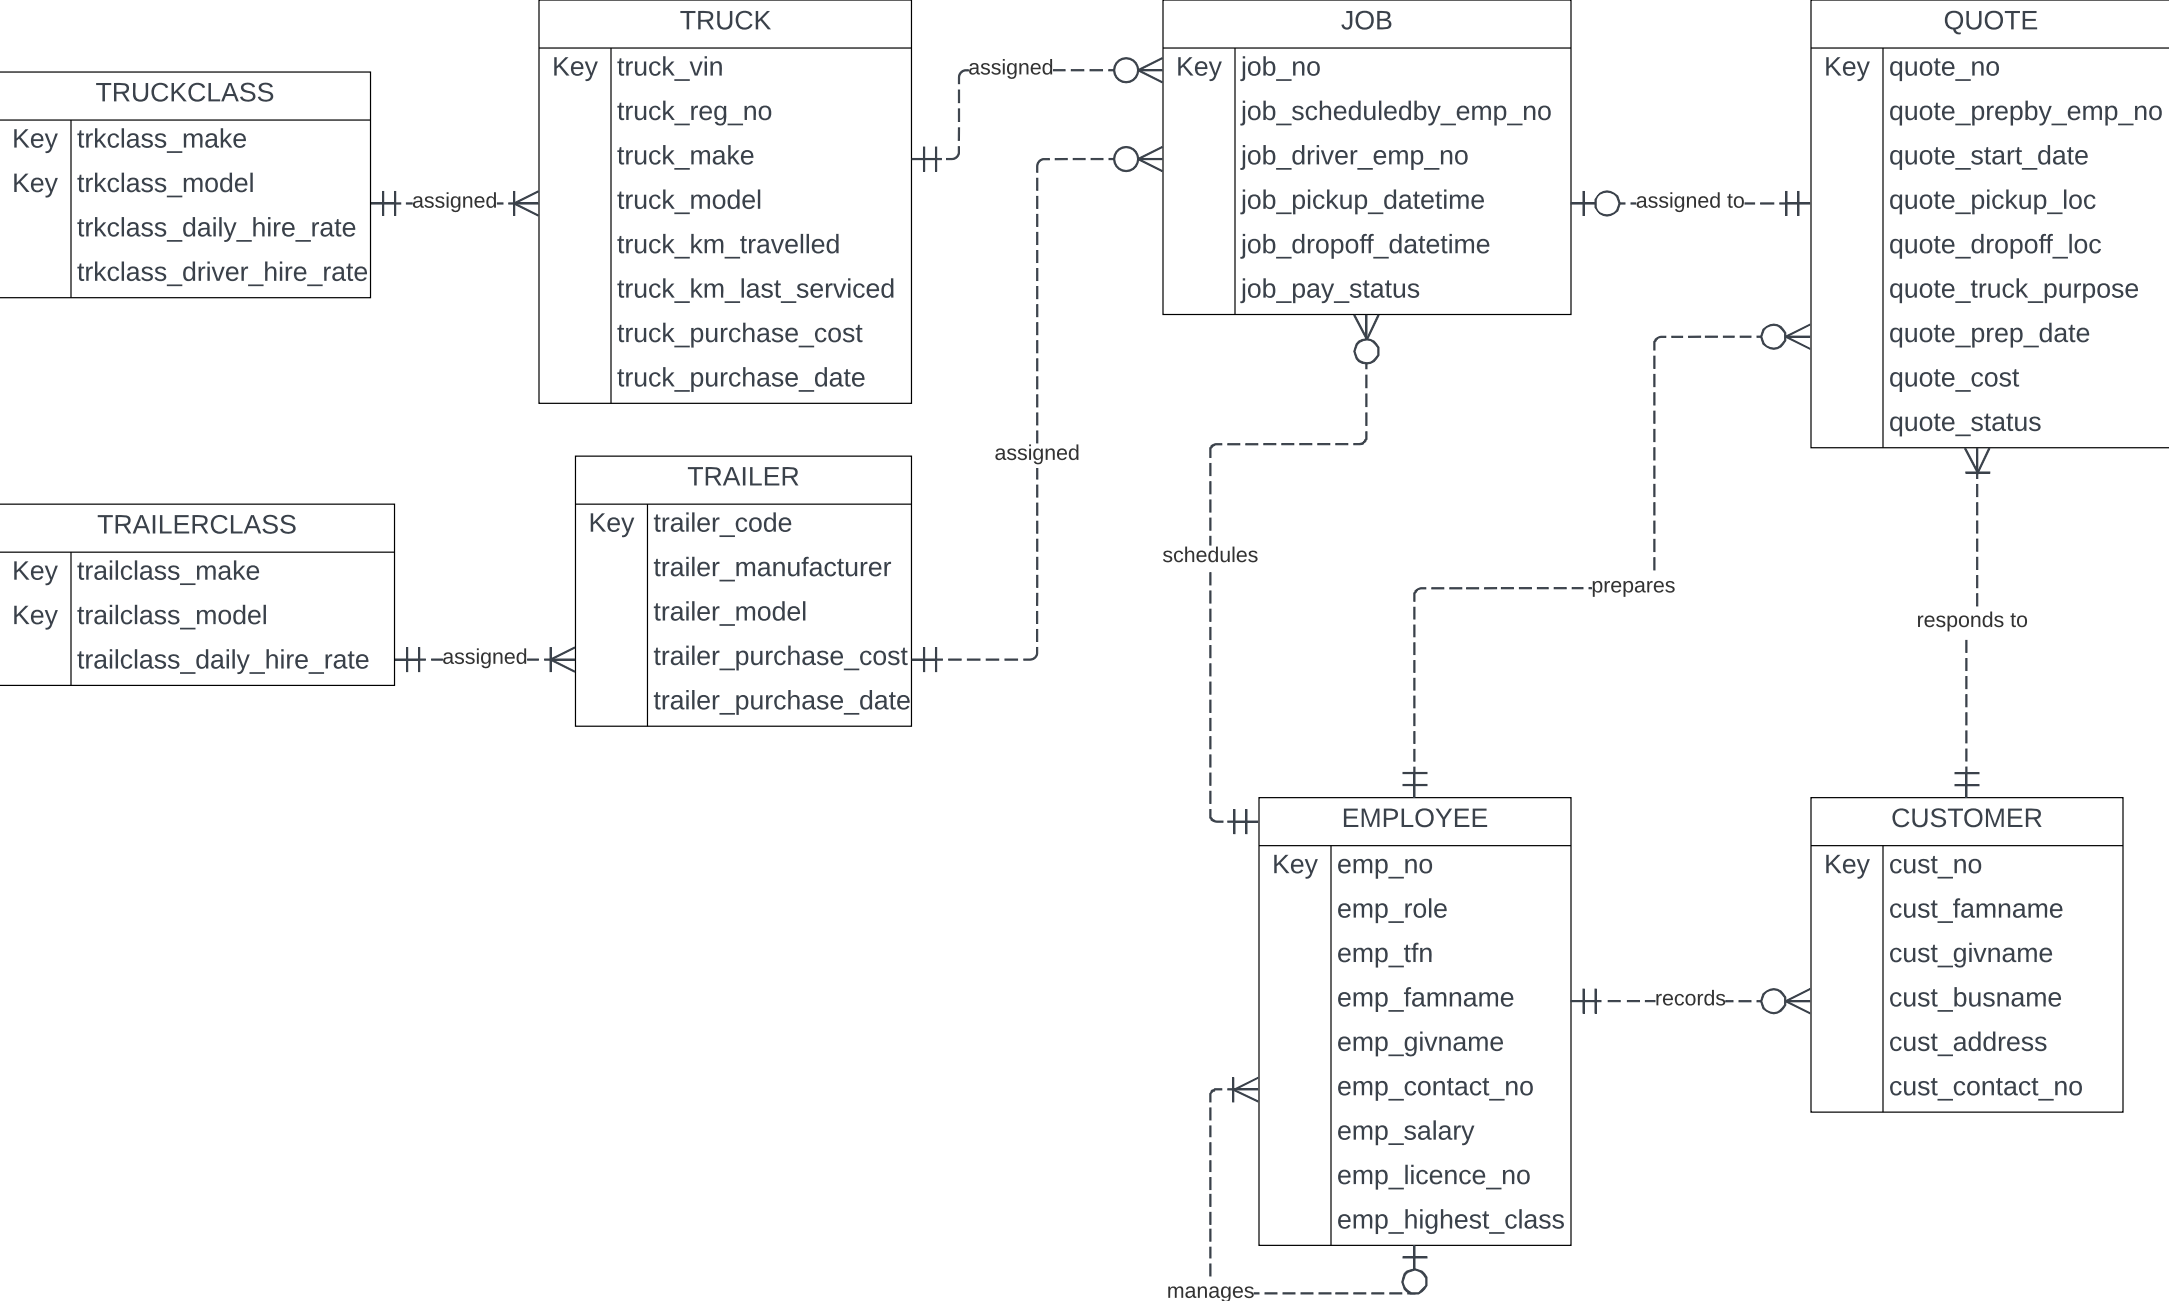 TRUCKCLASS
Key trkclass_make
Key trkclass_model
trkclass_daily_hire_rate
trkclass_driver_hire_rate
assigned
TRUCK
Key truck_vin
truck_reg_no
truck_make
truck_model
truck_km_travelled
truck_km_last_serviced
truck_purchase_cost
truck_purchase_date
assigned
JOB
Key job_no
job_scheduledby_emp_no
job_driver_emp_no
job_pickup_datetime
job_dropoff_datetime
job_pay_status
assigned to
QUOTE
Key quote_no
quote_prepby_emp_no
quote_start_date
quote_pickup_loc
quote_dropoff_loc
quote_truck_purpose
quote_prep_date
quote_cost
quote_status
TRAILERCLASS
Key trailclass_make
Key trailclass_model
trailclass_daily_hire_rate
assigned
TRAILER
Key trailer_code
trailer_manufacturer
trailer_model
trailer_purchase_cost
trailer_purchase_date
assigned
schedules
prepares
responds to
EMPLOYEE
Key emp_no
emp_role
emp_tfn
emp_famname
emp_givname
emp_contact_no
emp_salary
emp_licence_no
emp_highest_class
manages
records
CUSTOMER
Key cust_no
cust_famname
cust_givname
cust_busname
cust_address
cust_contact_no